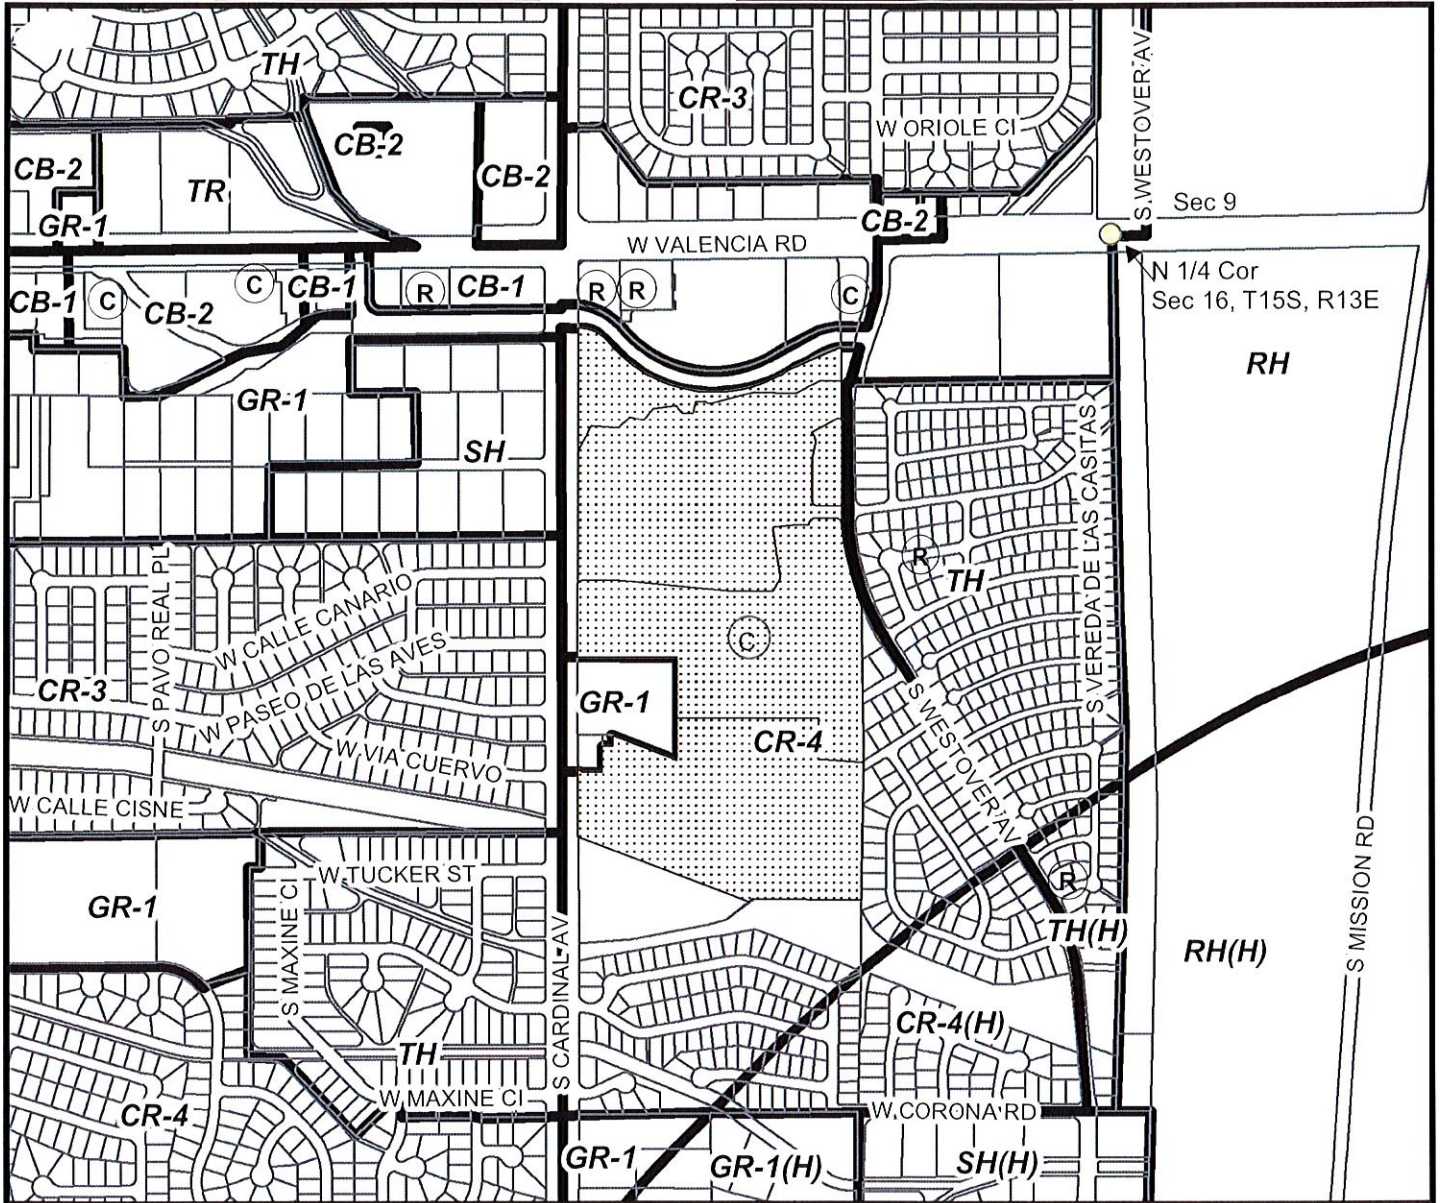 TH
CR-3
S WESTOVER AV
W ORIOLE CI
CB-2
CB-2
CB-2
TR
GR-1
CB-2
Sec 9
W VALENCIA RD
N 1/4 Cor
Sec 16, T15S, R13E
CB-1
C
CB-2
C
CB-1
R
CB-1
R
R
C
RH
GR-1
SH
S VEREDA DE LAS CASITAS
R
TH
S PAVO REAL PL
W CALLE CANARIO
C
W PASEO DE LAS AVES
CR-3
GR-1
S WESTOVER AV
CR-4
W VIA CUERVO
W CALLE CISNE
S MISSION RD
W TUCKER ST
R
GR-1
S MAXINE CI
S CARDINAL AV
TH(H)
RH(H)
CR-4(H)
TH
W MAXINE CI
W CORONA RD
CR-4
GR-1
GR-1(H)
SH(H)